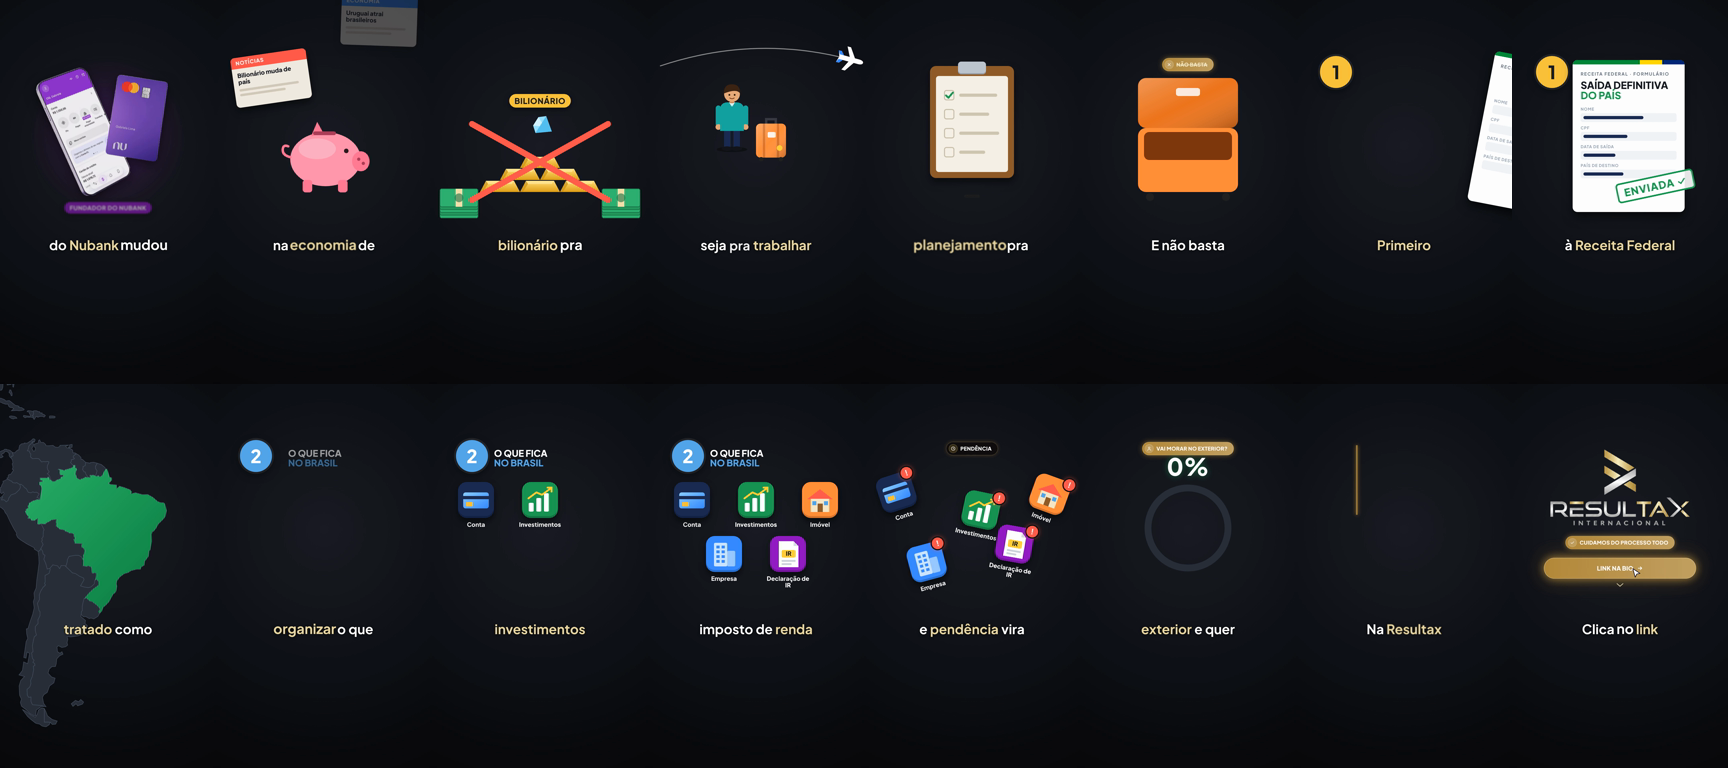 nu
FUNDADOR DO NUBANK
do Nubank mudou
ECONOMIA
Uruguai atrai
brasileiros
NOTÍCIAS
Bilionário muda de
país
na economia de
BILIONÁRIO
bilionário pra
seja pra trabalhar
planejamento pra
NÃO BASTA
E não basta
1
Primeiro
1
RECEITA FEDERAL · FORMULÁRIO
SAÍDA DEFINITIVA
DO PAÍS
NOME
CPF
DATA DE SAÍDA
PAÍS DE DESTINO
ENVIADA
à Receita Federal
tratado como
2
O QUE FICA
NO BRASIL
organizar o que
2
O QUE FICA
NO BRASIL
Conta
Investimentos
investimentos
2
O QUE FICA
NO BRASIL
Conta
Investimentos
Imóvel
Empresa
IR
Declaração de
IR
imposto de renda
PENDÊNCIA
Conta
Investimentos
Imóvel
Empresa
IR
Declaração de
IR
e pendência vira
VAI MORAR NO EXTERIOR?
0%
exterior e quer
Na Resultax
RESULTAX
INTERNACIONAL
CUIDAMOS DO PROCESSO TODO
LINK NA BIO
Clica no link